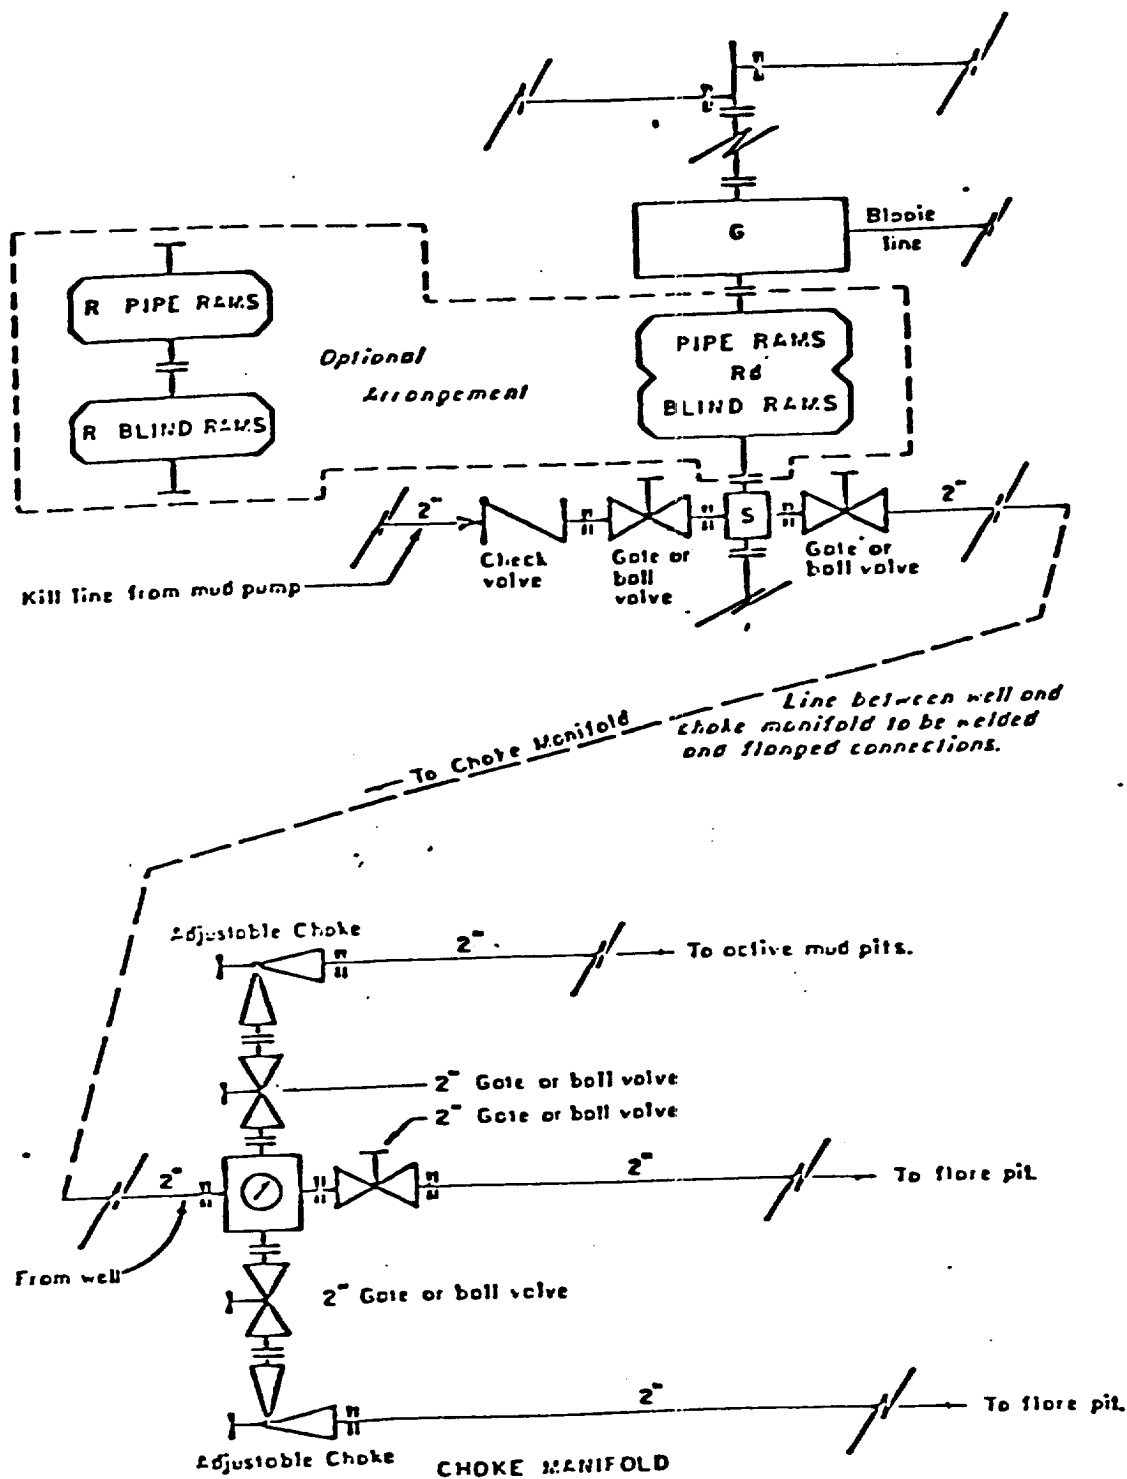 G
Blooie
line
R PIPE RAMS
Optional
Arrangement
R BLIND RAMS
PIPE RAMS
Rd
BLIND RAMS
2"
Check
valve
Gate or
ball
valve
S
Gate or
ball valve
2"
Kill line from mud pump
Line between well and
choke manifold to be welded
and flanged connections.
To Choke Manifold
Adjustable Choke
2"
To active mud pits.
2" Gate or ball valve
2" Gate or ball valve
2"
2"
To flare pit.
From well
2" Gate or ball valve
2"
To flare pit.
Adjustable Choke
CHOKE MANIFOLD